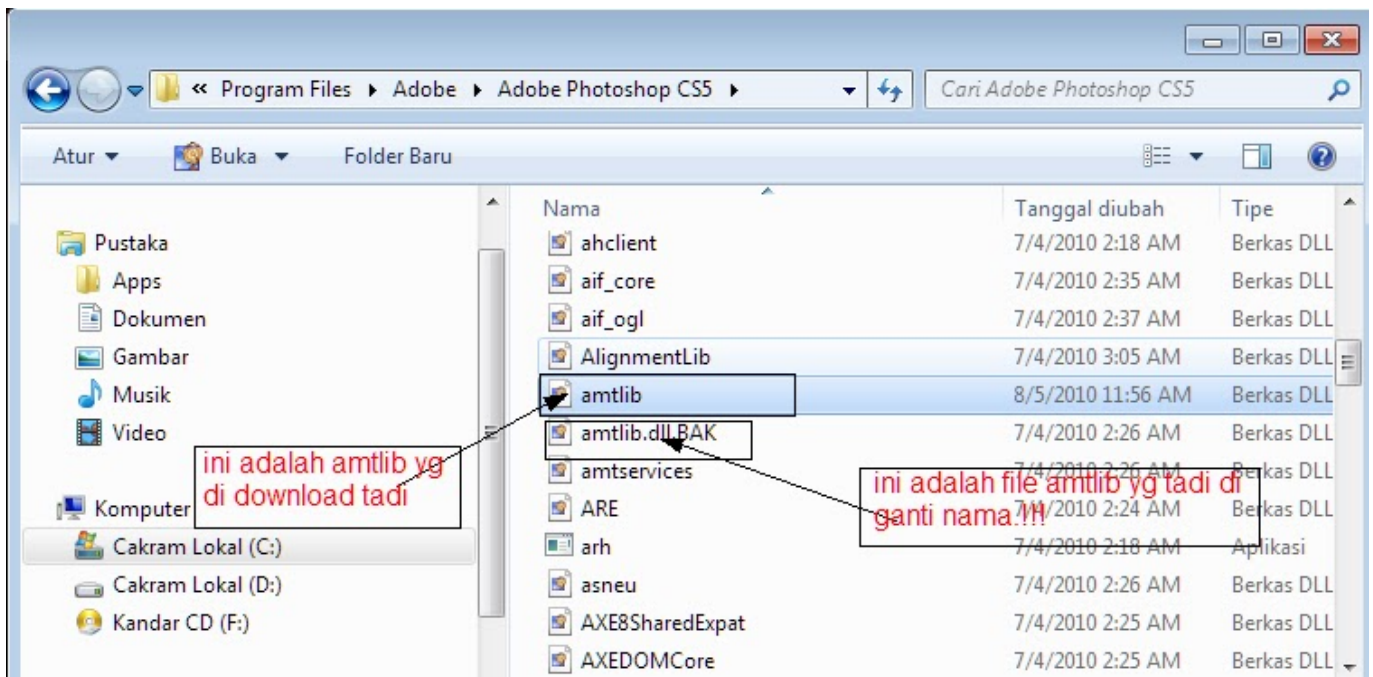 « Program Files ▸ Adobe ▸ Adobe Photoshop CS5 ▸
Cari Adobe Photoshop CS5
Atur Buka Folder Baru
Nama Tanggal diubah Tipe
Pustaka
Apps
Dokumen
Gambar
Musik
Video
Komputer
Cakram Lokal (C:)
Cakram Lokal (D:)
Kandar CD (F:)
ahclient 7/4/2010 2:18 AM Berkas DLL
aif_core 7/4/2010 2:35 AM Berkas DLL
aif_ogl 7/4/2010 2:37 AM Berkas DLL
AlignmentLib 7/4/2010 3:05 AM Berkas DLL
amtlib 8/5/2010 11:56 AM Berkas DLL
amtlib.dll.BAK 7/4/2010 2:26 AM Berkas DLL
amtservices 7/4/2010 2:26 AM Berkas DLL
ARE 7/4/2010 2:24 AM Berkas DLL
arh 7/4/2010 2:18 AM Aplikasi
asneu 7/4/2010 2:26 AM Berkas DLL
AXE8SharedExpat 7/4/2010 2:25 AM Berkas DLL
AXEDOMCore 7/4/2010 2:25 AM Berkas DLL
ini adalah amtlib yg
di download tadi
ini adalah file amtlib yg tadi di
ganti nama.!!!